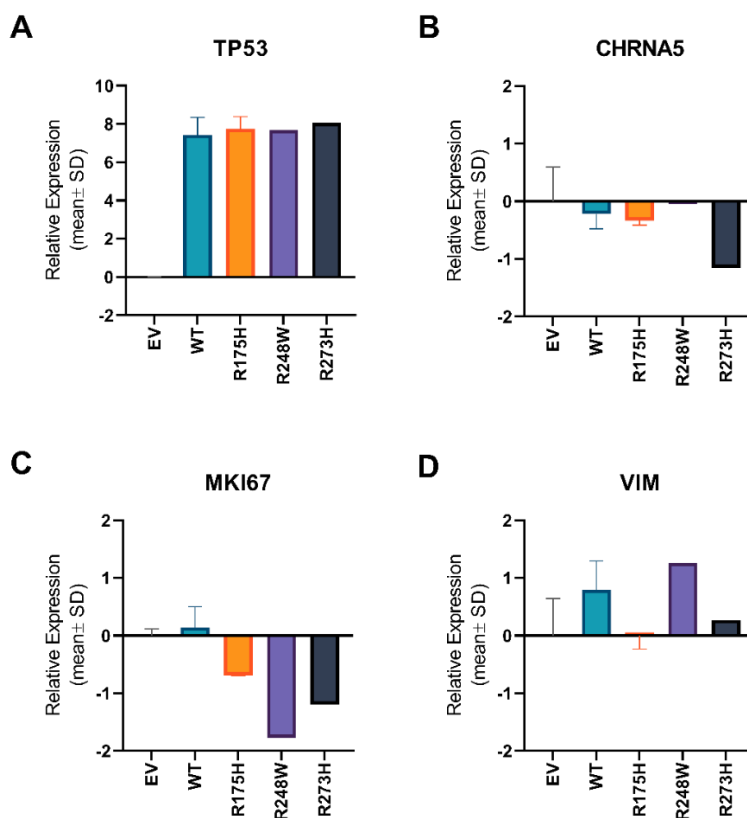 A
TP53
Relative Expression
(mean± SD)
10
8
6
4
2
0
-2
EV
WT
R175H
R248W
R273H
B
CHRNA5
Relative Expression
(mean± SD)
2
1
0
-1
-2
EV
WT
R175H
R248W
R273H
C
MKI67
Relative Expression
(mean± SD)
2
1
0
-1
-2
EV
WT
R175H
R248W
R273H
D
VIM
Relative Expression
(mean± SD)
2
1
0
-1
-2
EV
WT
R175H
R248W
R273H